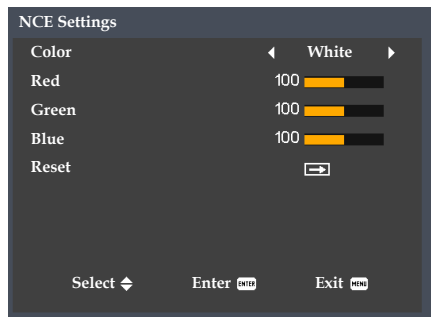 NCE Settings
Color White
Red 100
Green 100
Blue 100
Reset
Select Enter ENTER Exit MENU